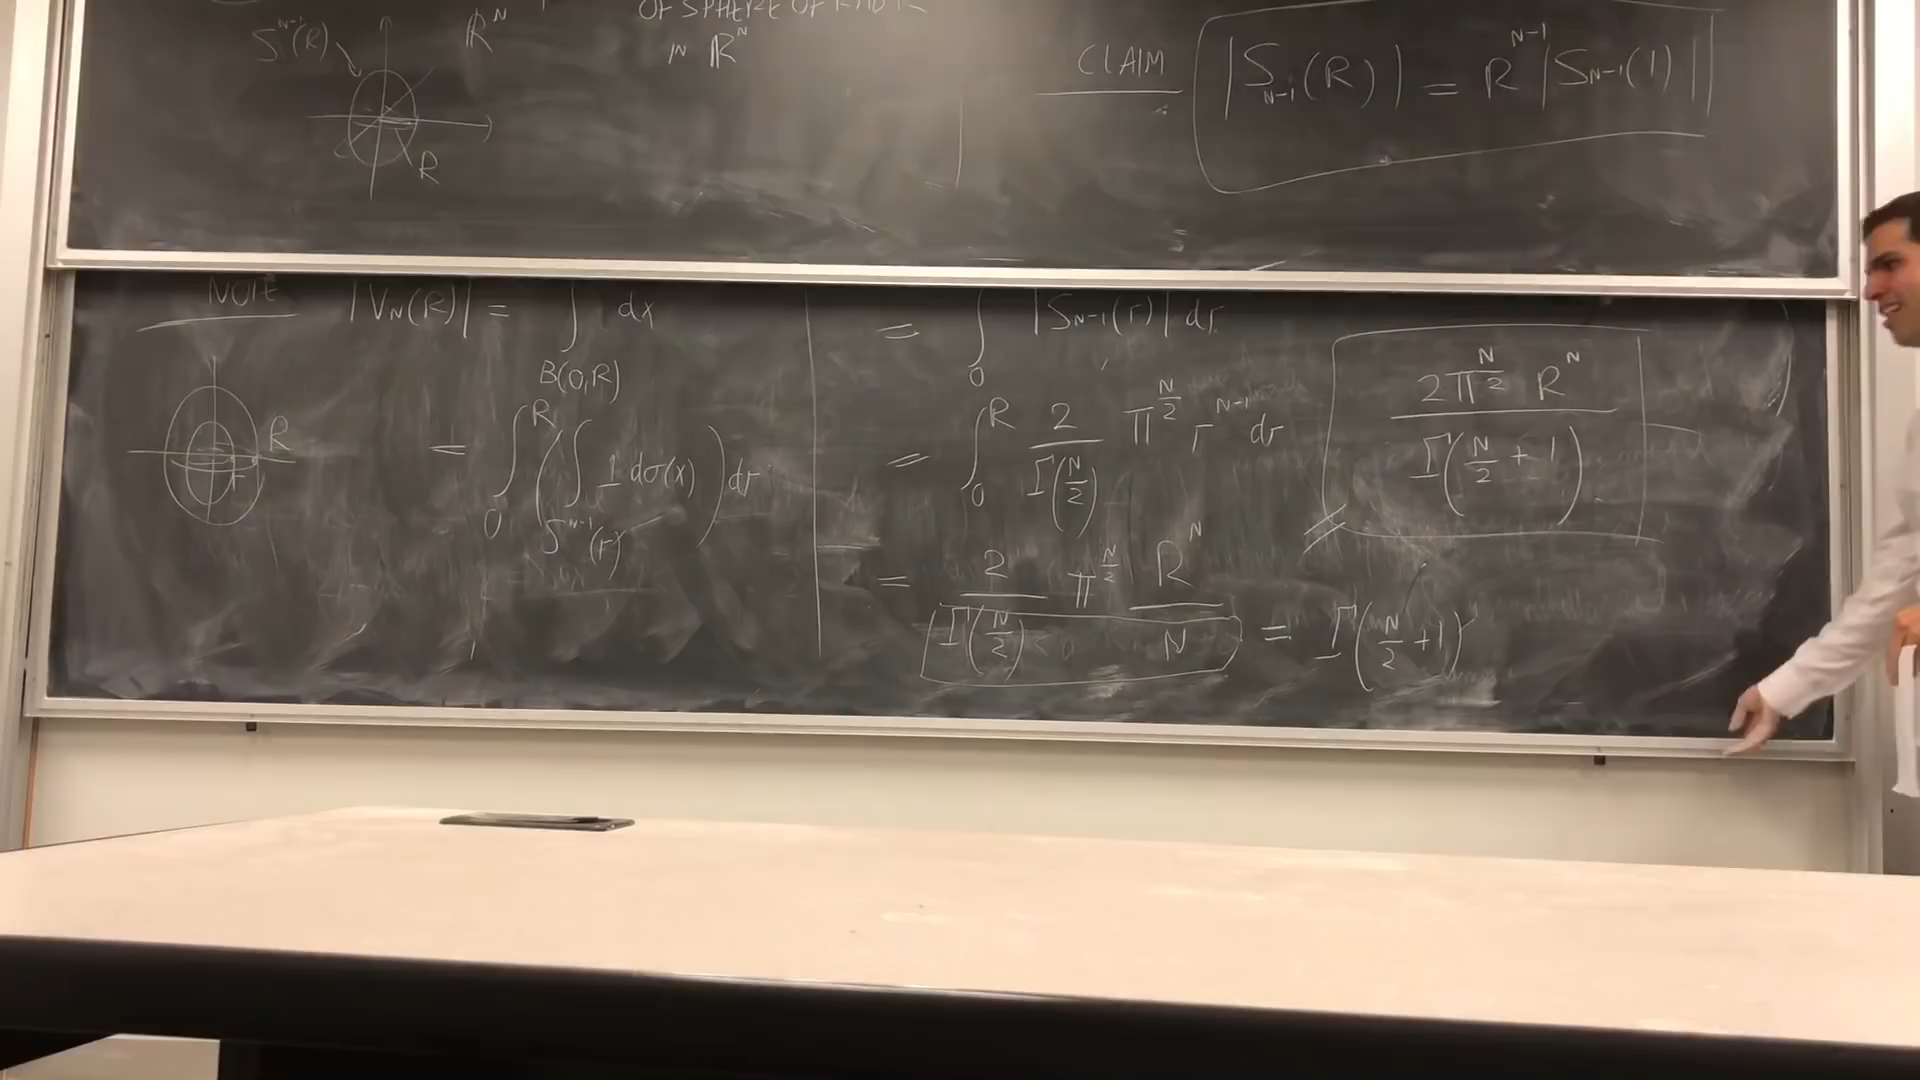 OF SPHERE OF RADIUS R
S^{N-1}(R) R^N IN R^N
R
CLAIM |S_{N-1}(R)| = R^{N-1} |S_{N-1}(1)|
NOTE |V_N(R)| = ∫_{B(0,R)} dx
R
r
= ∫_0^R ( ∫_{S^{N-1}(r)} 1 dσ(x) ) dr
= ∫_0 |S_{N-1}(r)| dr
= ∫_0^R 2/Γ(N/2) π^{N/2} r^{N-1} dr
= 2/Γ(N/2) π^{N/2} R^N/N = Γ(N/2 + 1)
= 2π^{N/2} R^N / Γ(N/2 + 1)